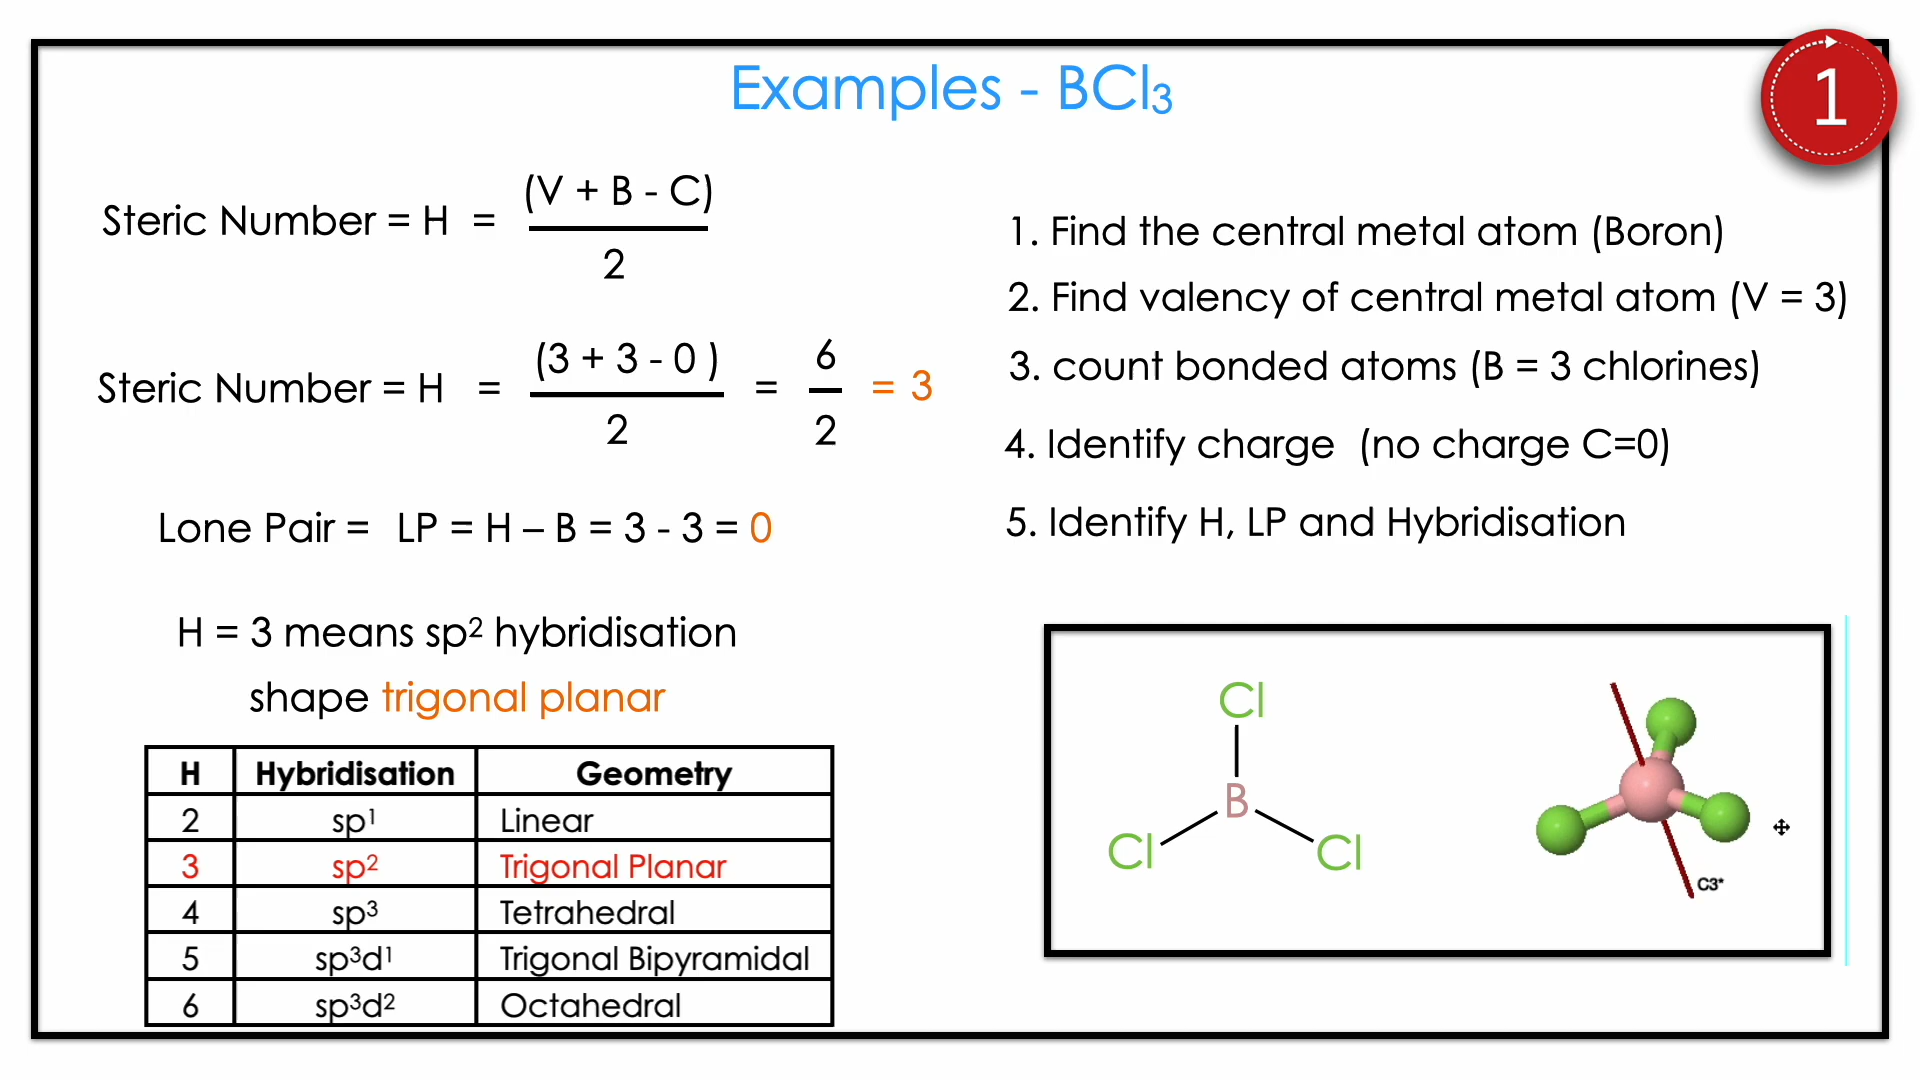 Examples - BCl₃
1
Steric Number = H = (V + B - C)
2
Steric Number = H = (3 + 3 - 0 ) = 6 = 3
2 2
Lone Pair = LP = H – B = 3 - 3 = 0
H = 3 means sp² hybridisation
shape trigonal planar
H Hybridisation Geometry
2 sp¹ Linear
3 sp² Trigonal Planar
4 sp³ Tetrahedral
5 sp³d¹ Trigonal Bipyramidal
6 sp³d² Octahedral
1. Find the central metal atom (Boron)
2. Find valency of central metal atom (V = 3)
3. count bonded atoms (B = 3 chlorines)
4. Identify charge (no charge C=0)
5. Identify H, LP and Hybridisation
Cl
B
Cl Cl
C3*